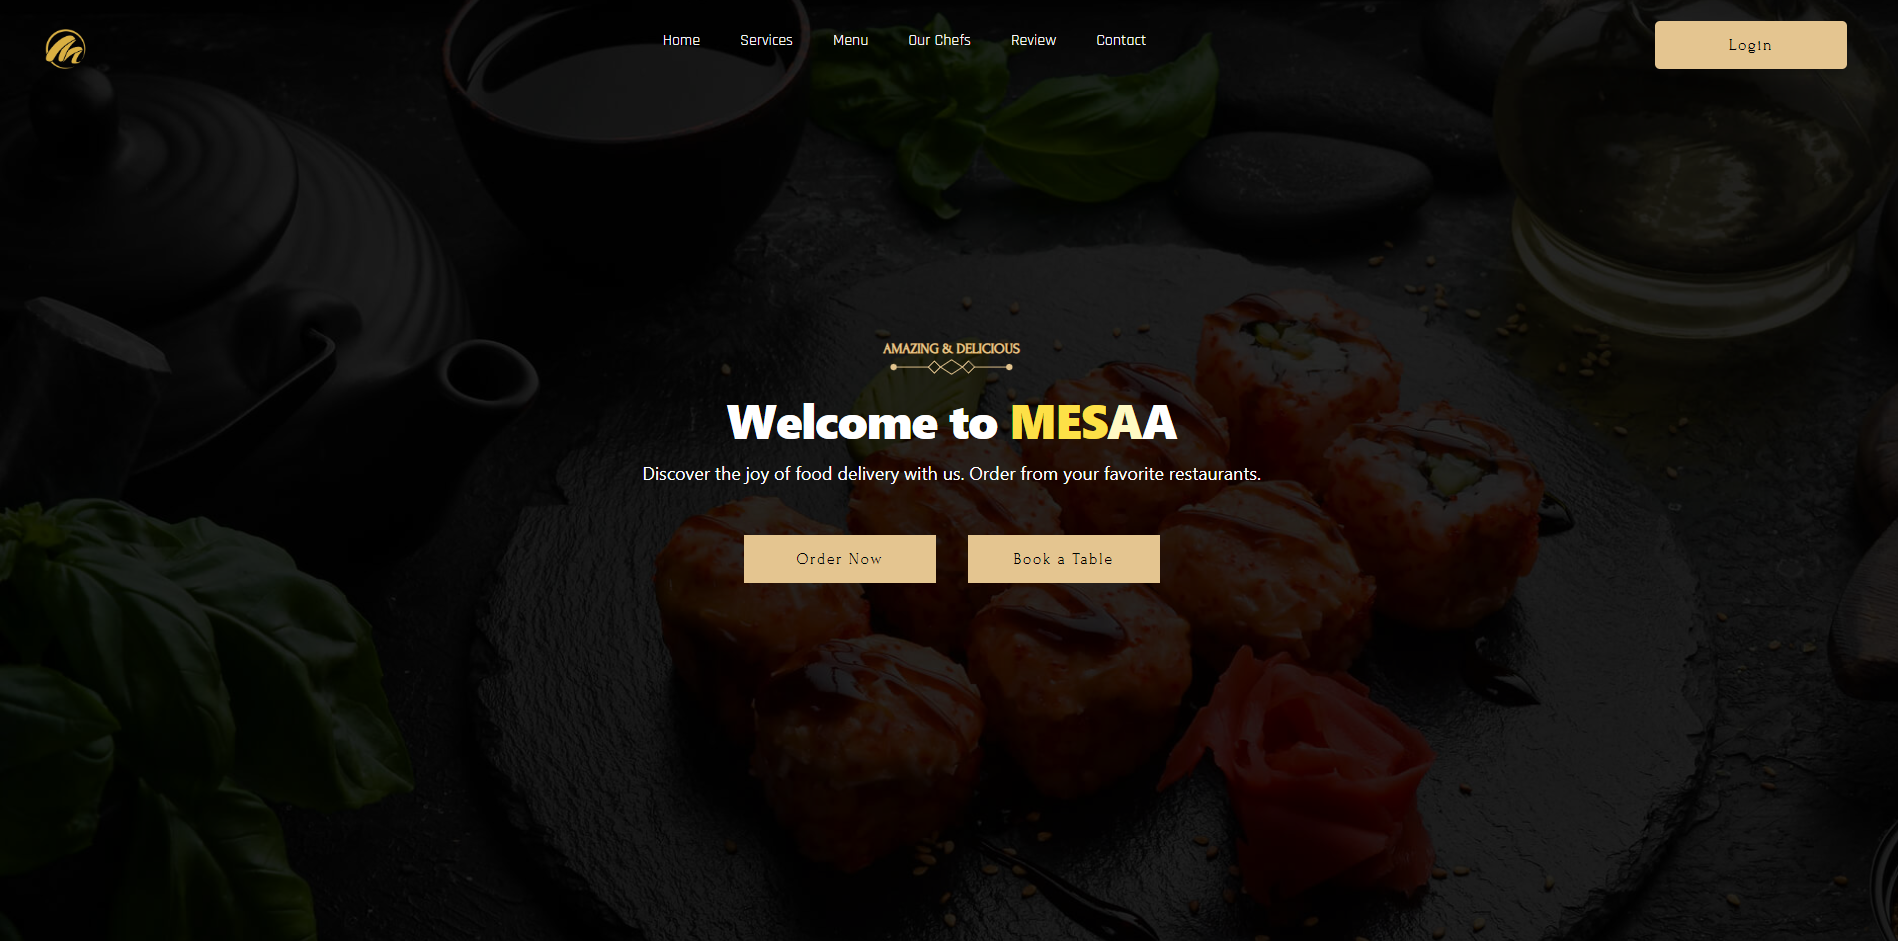 Home Services Menu Our Chefs Review Contact Login
AMAZING & DELICIOUS
Welcome to MESAA
Discover the joy of food delivery with us. Order from your favorite restaurants.
Order Now Book a Table